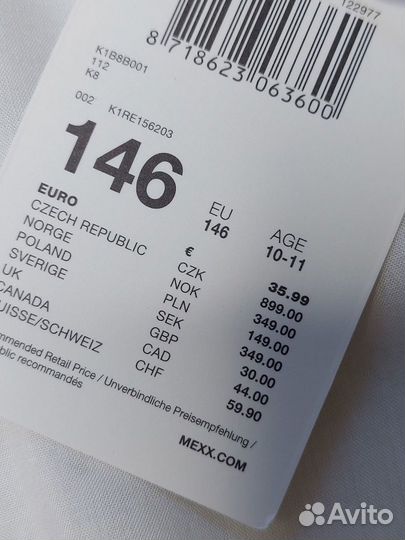 122977
8 718623 063600
K1B8B001
112
K8
002 K1RE156203
146
EU
146
AGE
10-11
EURO € 35.99
CZECH REPUBLIC CZK 899.00
NORGE NOK 349.00
POLAND PLN 149.00
SVERIGE SEK 349.00
UK GBP 30.00
CANADA CAD 44.00
UISSE/SCHWEIZ CHF 59.90
mmended Retail Price / Unverbindliche Preisempfehlung /
ublic recommandés
MEXX.COM
Avito